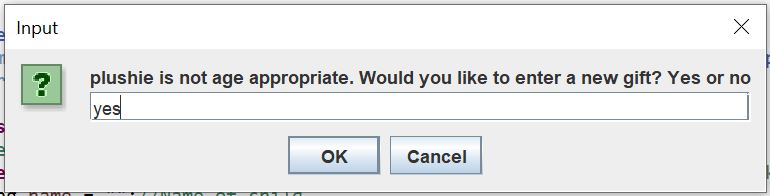 Input
plushie is not age appropriate. Would you like to enter a new gift? Yes or no
yes
OK
Cancel